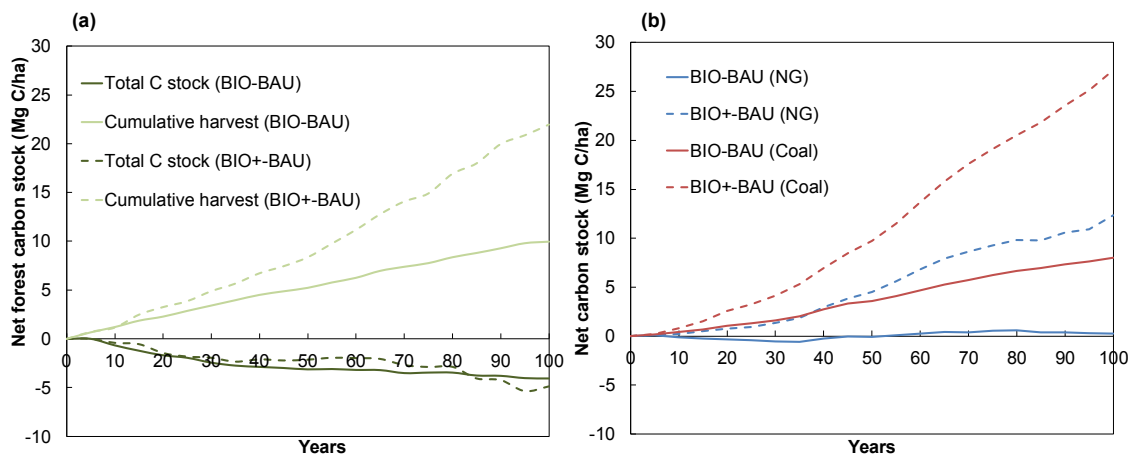 (a)
Net forest carbon stock (Mg C/ha)
30
25
20
15
10
5
0
-5
-10
Total C stock (BIO-BAU)
Cumulative harvest (BIO-BAU)
Total C stock (BIO+-BAU)
Cumulative harvest (BIO+-BAU)
0 10 20 30 40 50 60 70 80 90 100
Years
(b)
Net carbon stock (Mg C/ha)
30
25
20
15
10
5
0
-5
-10
BIO-BAU (NG)
BIO+-BAU (NG)
BIO-BAU (Coal)
BIO+-BAU (Coal)
0 10 20 30 40 50 60 70 80 90 100
Years